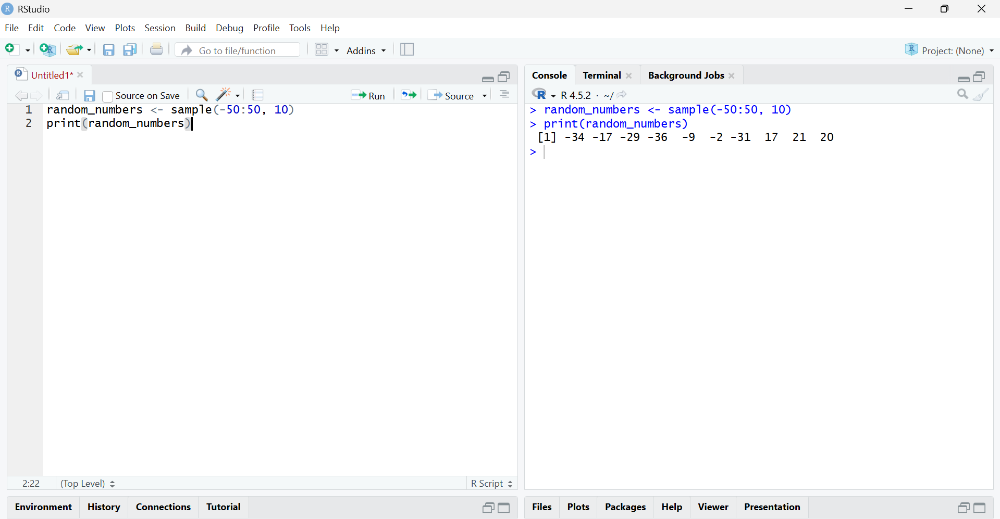 RStudio
File Edit Code View Plots Session Build Debug Profile Tools Help
Go to file/function Addins Project: (None)
Untitled1*
Source on Save Run Source
1 random_numbers <- sample(-50:50, 10)
2 print(random_numbers)
2:22 (Top Level) R Script
Environment History Connections Tutorial
Console Terminal Background Jobs
R 4.5.2 · ~/
> random_numbers <- sample(-50:50, 10)
> print(random_numbers)
[1] -34 -17 -29 -36 -9 -2 -31 17 21 20
>
Files Plots Packages Help Viewer Presentation